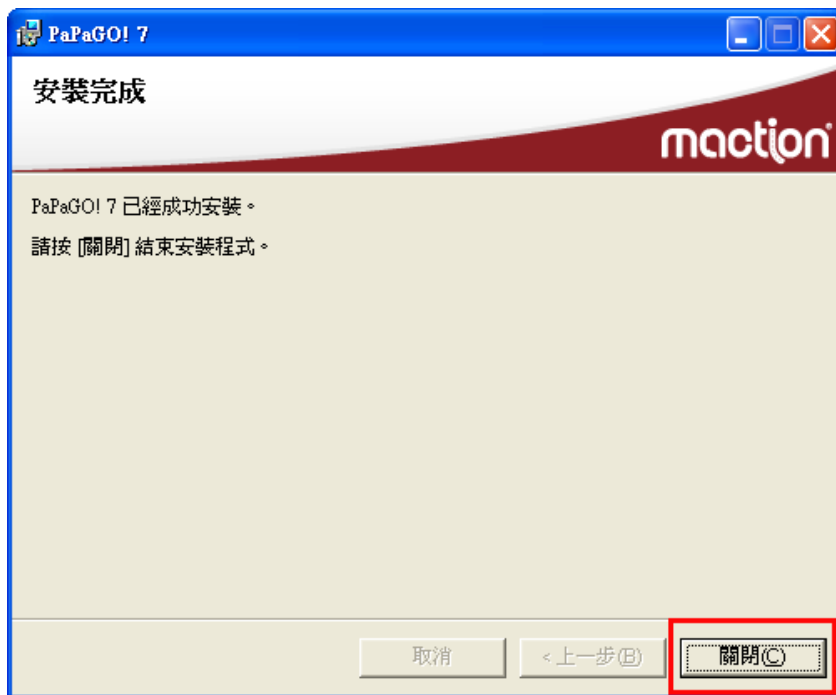 PaPaGO! 7
安裝完成
maction
PaPaGO! 7 已經成功安裝。
請按 [關閉] 結束安裝程式。
取消
<上一步(B)
關閉(C)